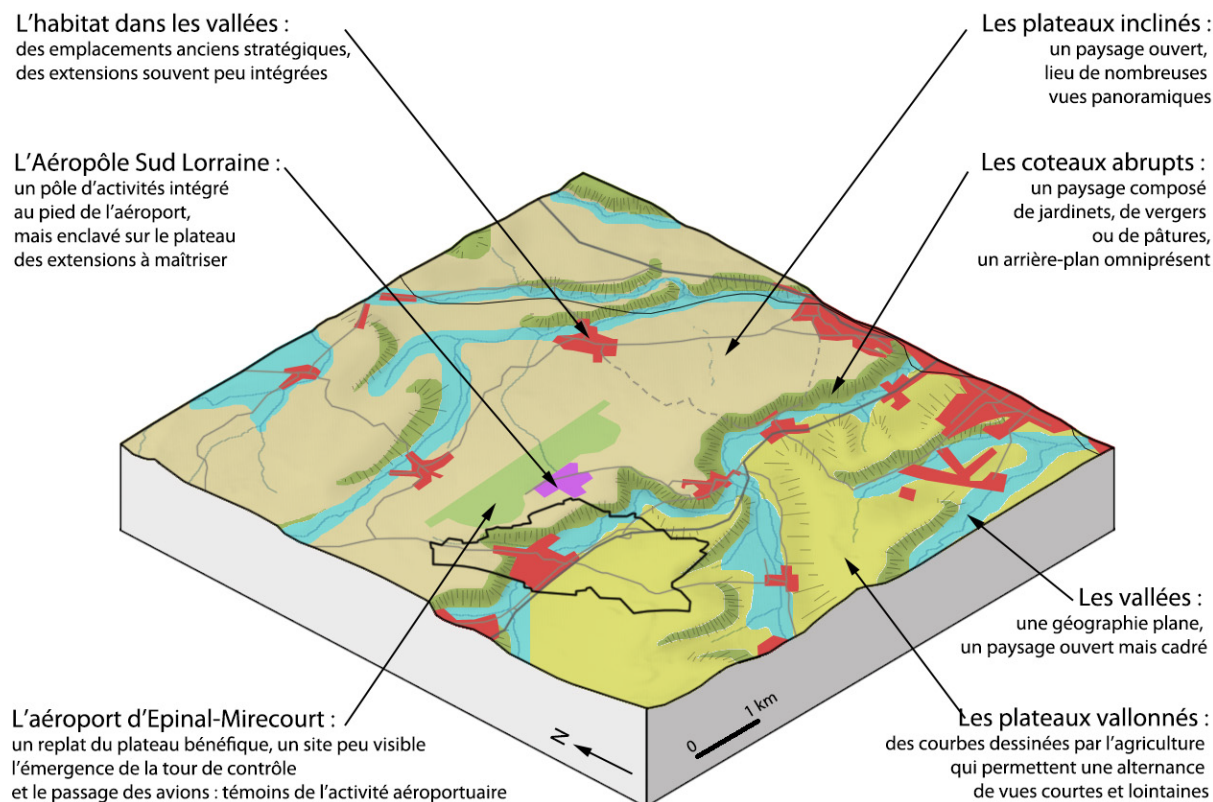 L'habitat dans les vallées :
des emplacements anciens stratégiques,
des extensions souvent peu intégrées
Les plateaux inclinés :
un paysage ouvert,
lieu de nombreuses
vues panoramiques
L'Aéropôle Sud Lorraine :
un pôle d'activités intégré
au pied de l'aéroport,
mais enclavé sur le plateau
des extensions à maîtriser
Les coteaux abrupts :
un paysage composé
de jardinets, de vergers
ou de pâtures,
un arrière-plan omniprésent
Les vallées :
une géographie plane,
un paysage ouvert mais cadré
L'aéroport d'Epinal-Mirecourt :
un replat du plateau bénéfique, un site peu visible
l'émergence de la tour de contrôle
et le passage des avions : témoins de l'activité aéroportuaire
N
0 1 km
Les plateaux vallonnés :
des courbes dessinées par l'agriculture
qui permettent une alternance
de vues courtes et lointaines